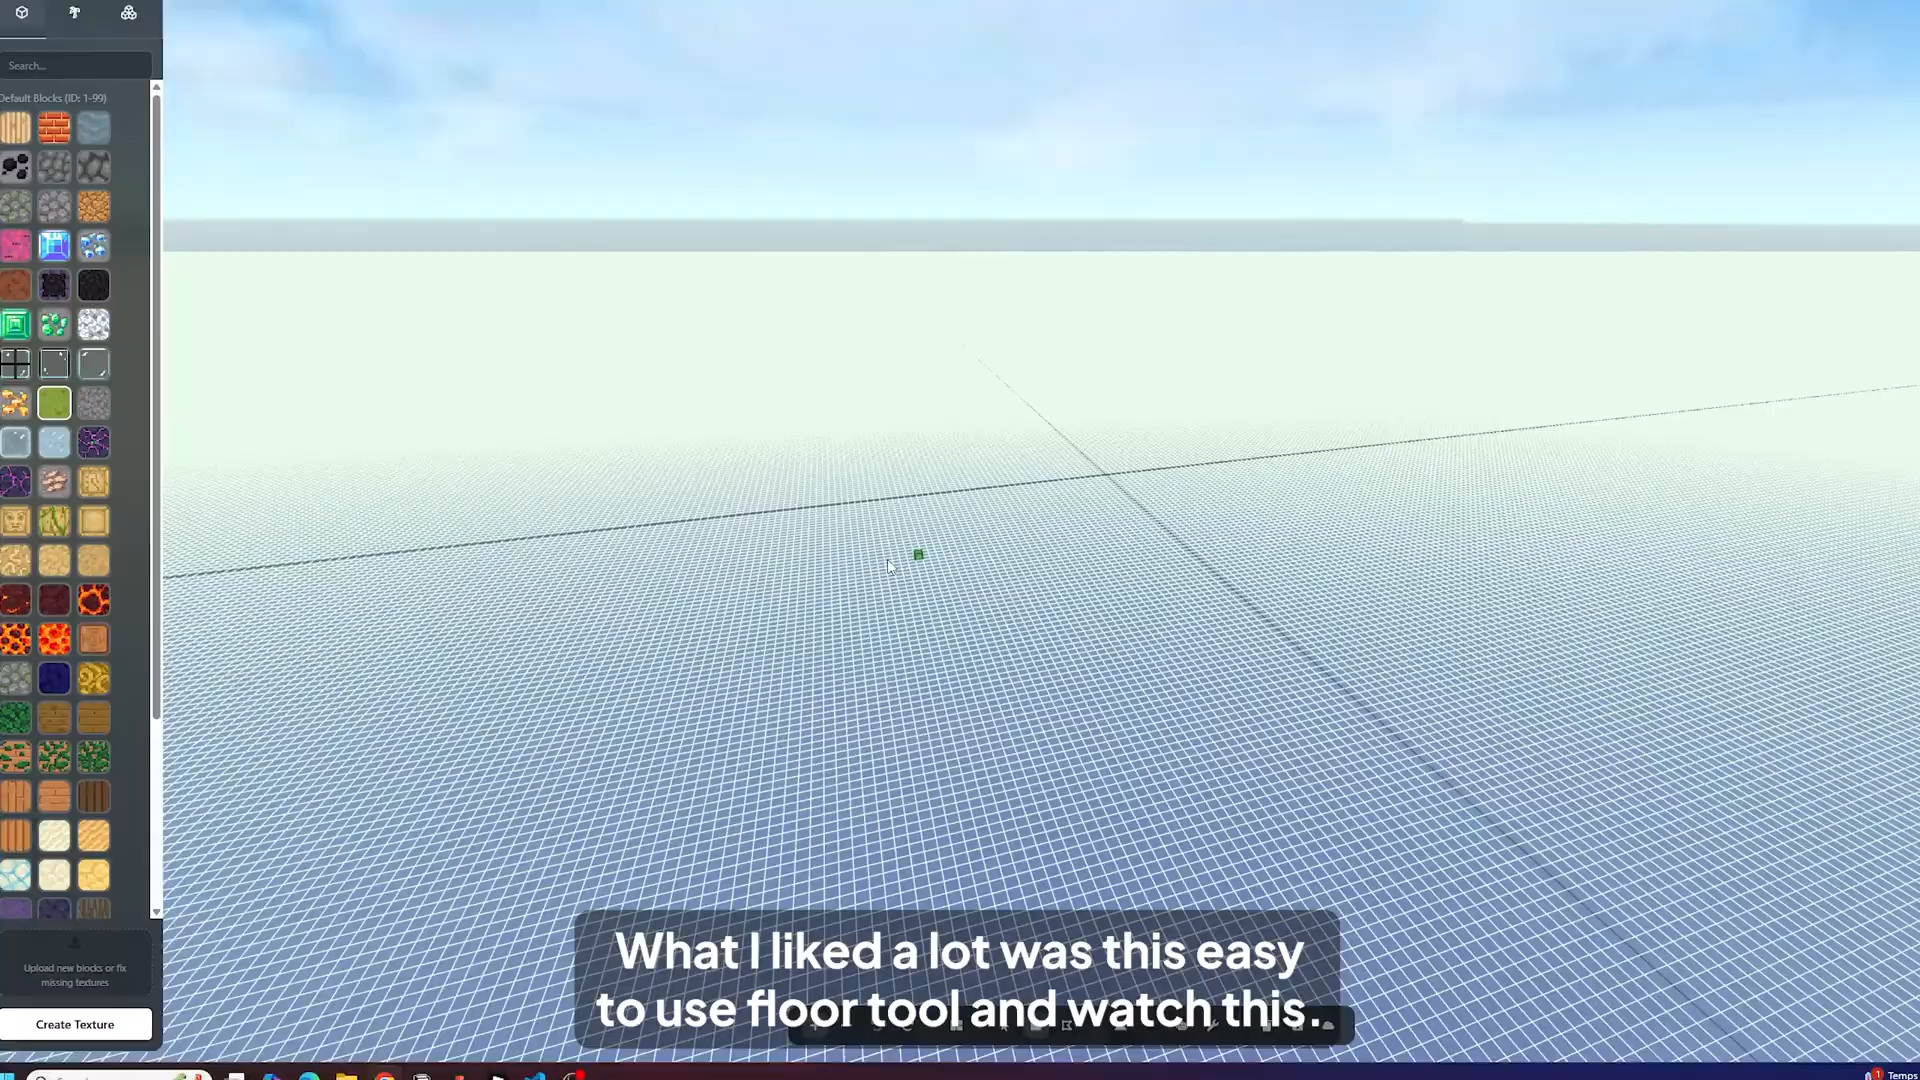 Search...
Default Blocks (ID: 1-99)
Upload new blocks or fix
missing textures
Create Texture
What I liked a lot was this easy
to use floor tool and watch this.
1
Temps